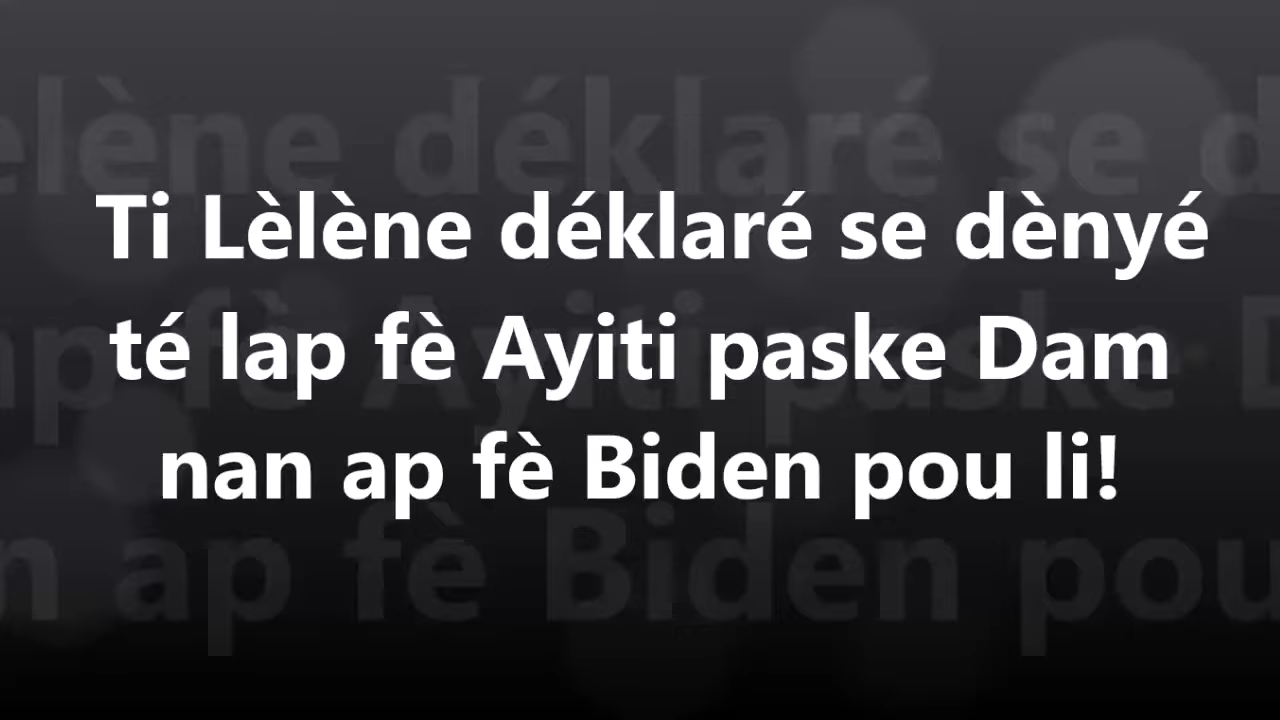 Ti Lèlène déklaré se dènyé
té lap fè Ayiti paske Dam
nan ap fè Biden pou li!